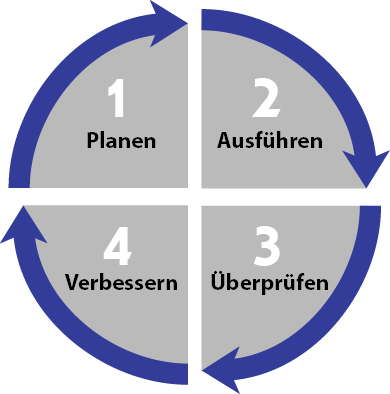 1
Planen
2
Ausführen
3
Überprüfen
4
Verbessern